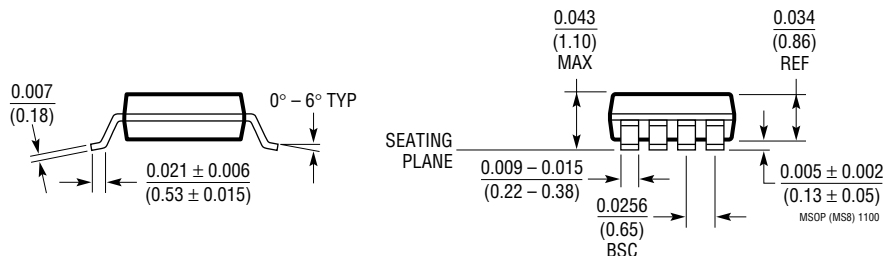 0.007
(0.18)
0° – 6° TYP
0.021 ± 0.006
(0.53 ± 0.015)
0.043
(1.10)
MAX
0.034
(0.86)
REF
SEATING
PLANE
0.009 – 0.015
(0.22 – 0.38)
0.0256
(0.65)
BSC
0.005 ± 0.002
(0.13 ± 0.05)
MSOP (MS8) 1100